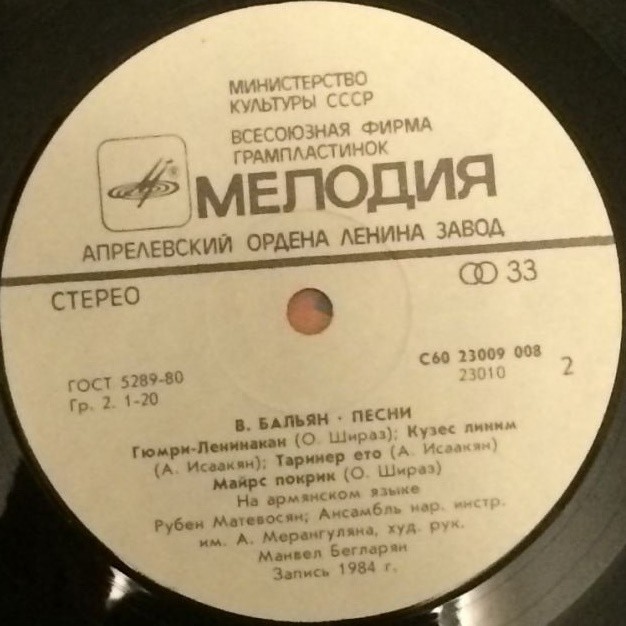 МИНИСТЕРСТВО
КУЛЬТУРЫ СССР
ВСЕСОЮЗНАЯ ФИРМА
ГРАМПЛАСТИНОК
МЕЛОДИЯ
АПРЕЛЕВСКИЙ ОРДЕНА ЛЕНИНА ЗАВОД
СТЕРЕО
33
ГОСТ 5289-80
Гр. 2. 1-20
С60 23009 008
23010
2
В. БАЛЬЯН · ПЕСНИ
Гюмри-Ленинакан (О. Шираз); Кузес линим
(А. Исаакян); Таринер ето (А. Исаакян)
Майрс покрик (О. Шираз)
На армянском языке
Рубен Матевосян; Ансамбль нар. инстр.
им. А. Мерангуляна, худ. рук.
Манвел Бегларян
Запись 1984 г.